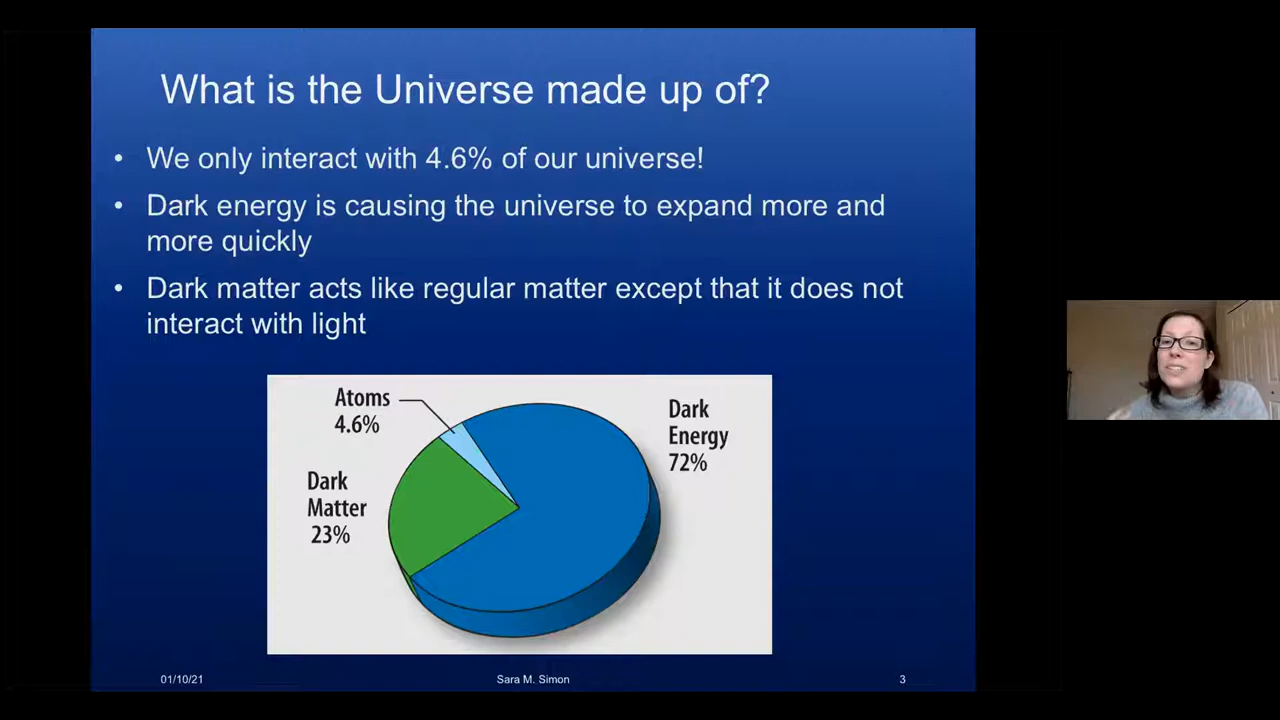 What is the Universe made up of?
• We only interact with 4.6% of our universe!
• Dark energy is causing the universe to expand more and
more quickly
• Dark matter acts like regular matter except that it does not
interact with light
Atoms
4.6%
Dark
Energy
72%
Dark
Matter
23%
01/10/21
Sara M. Simon
3